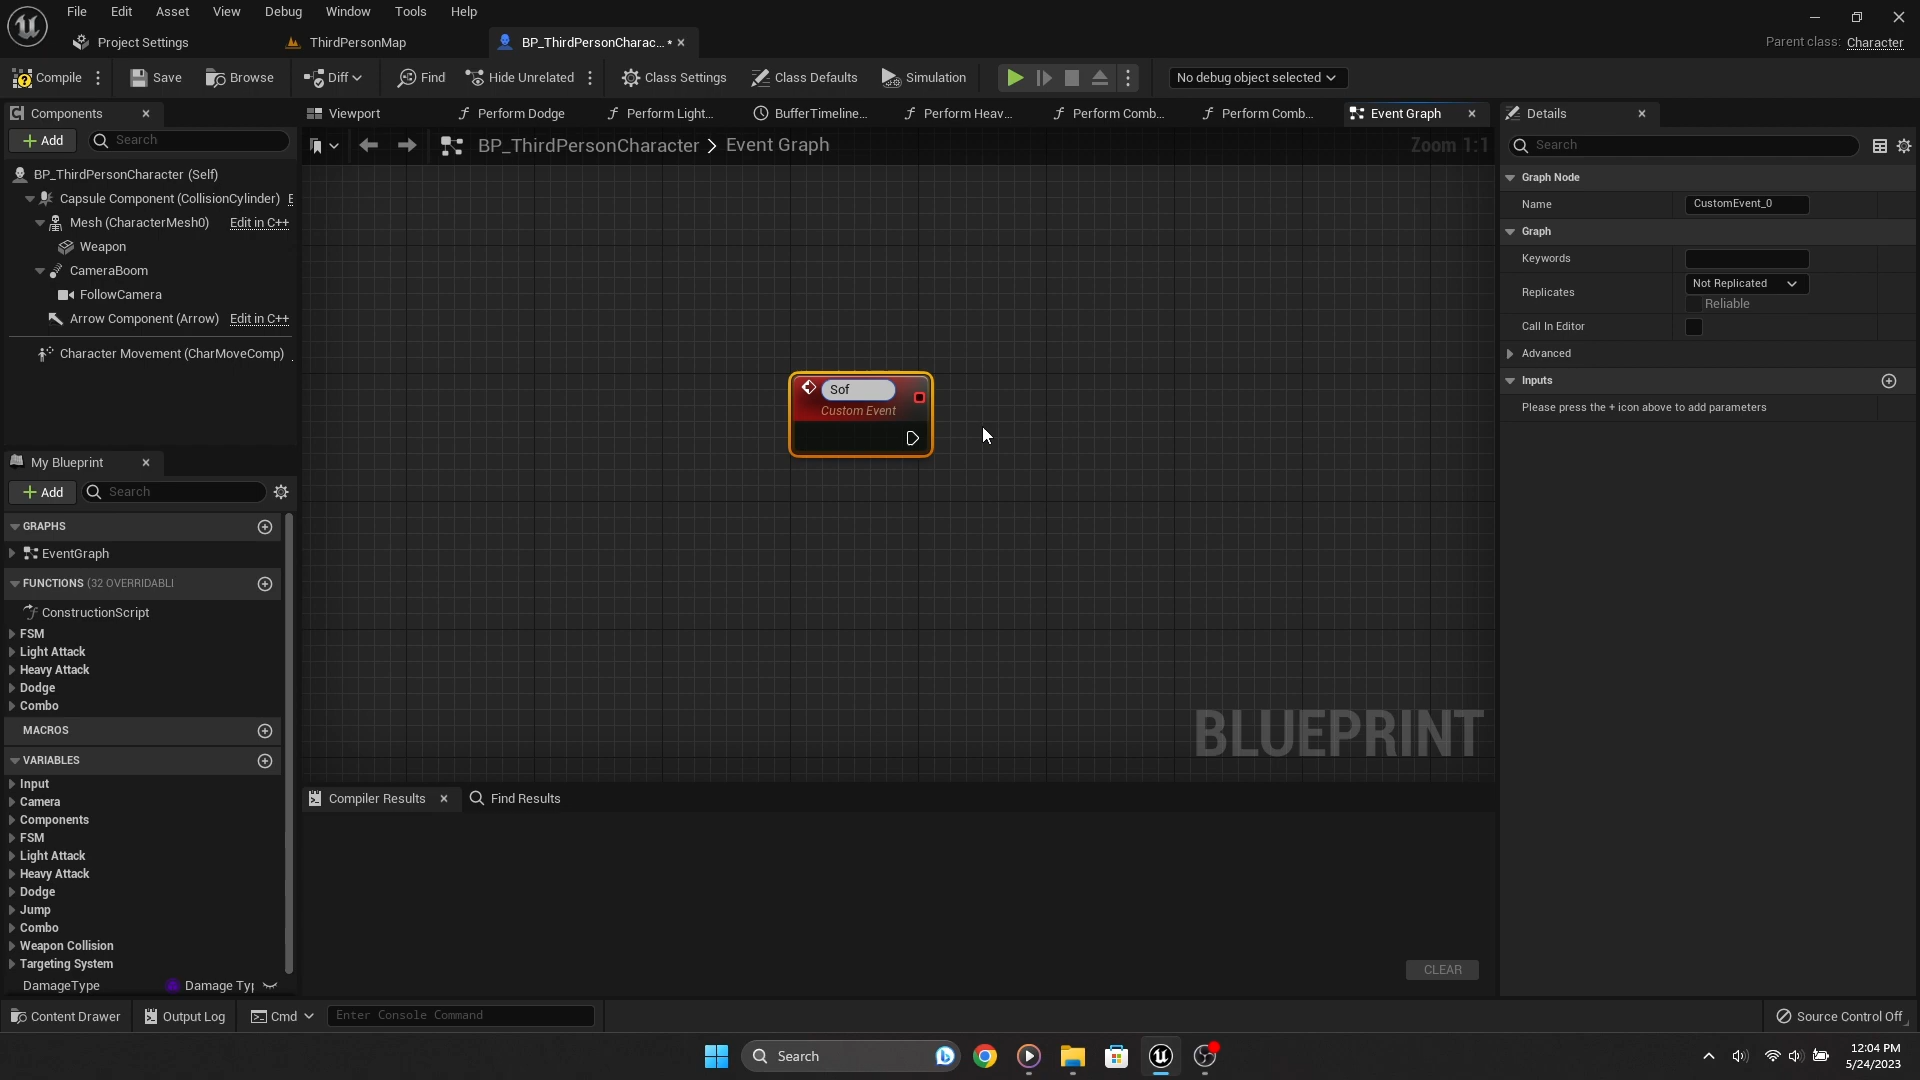 File Edit Asset View Debug Window Tools Help
Project Settings ThirdPersonMap BP_ThirdPersonCharac... *
Parent class: Character
Compile Save Browse Diff Find Hide Unrelated Class Settings Class Defaults Simulation No debug object selected
Components Viewport Perform Dodge Perform Light... BufferTimeline... Perform Heav... Perform Comb... Perform Comb... Event Graph Details
Add Search
BP_ThirdPersonCharacter > Event Graph
Zoom 1:1
Search
BP_ThirdPersonCharacter (Self)
Capsule Component (CollisionCylinder) E
Mesh (CharacterMesh0) Edit in C++
Weapon
CameraBoom
FollowCamera
Arrow Component (Arrow) Edit in C++
Character Movement (CharMoveComp)
Graph Node
Name CustomEvent_0
Graph
Keywords
Replicates Not Replicated
Reliable
Call In Editor
Advanced
Inputs
Please press the + icon above to add parameters
Sof
Custom Event
BLUEPRINT
My Blueprint
Add Search
GRAPHS
EventGraph
FUNCTIONS (32 OVERRIDABLI
ConstructionScript
FSM
Light Attack
Heavy Attack
Dodge
Combo
MACROS
VARIABLES
Input
Camera
Components
FSM
Light Attack
Heavy Attack
Dodge
Jump
Combo
Weapon Collision
Targeting System
DamageType Damage Typ
Compiler Results Find Results
CLEAR
Content Drawer Output Log Cmd Enter Console Command Source Control Off
Search
12:04 PM
5/24/2023